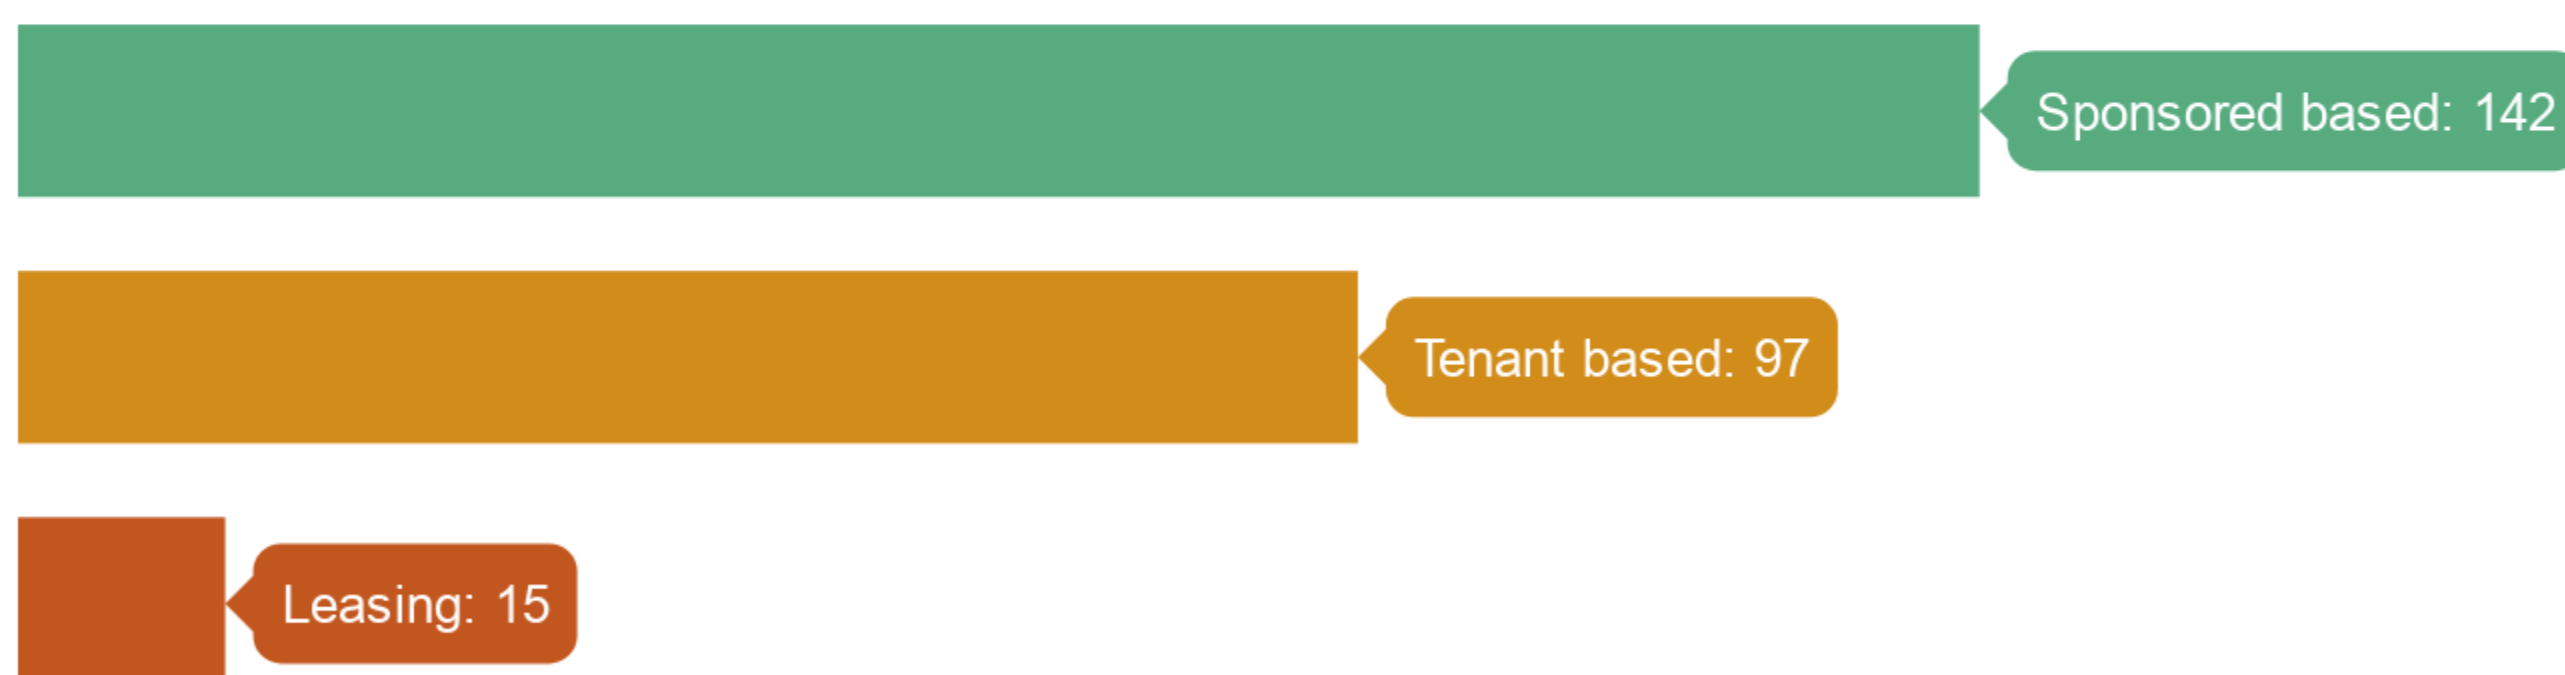 Sponsored based: 142
Tenant based: 97
Leasing: 15